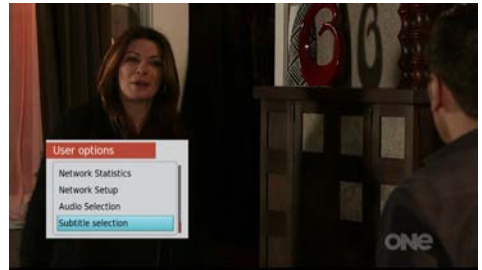 User options
Network Statistics
Network Setup
Audio Selection
Subtitle selection
ONE